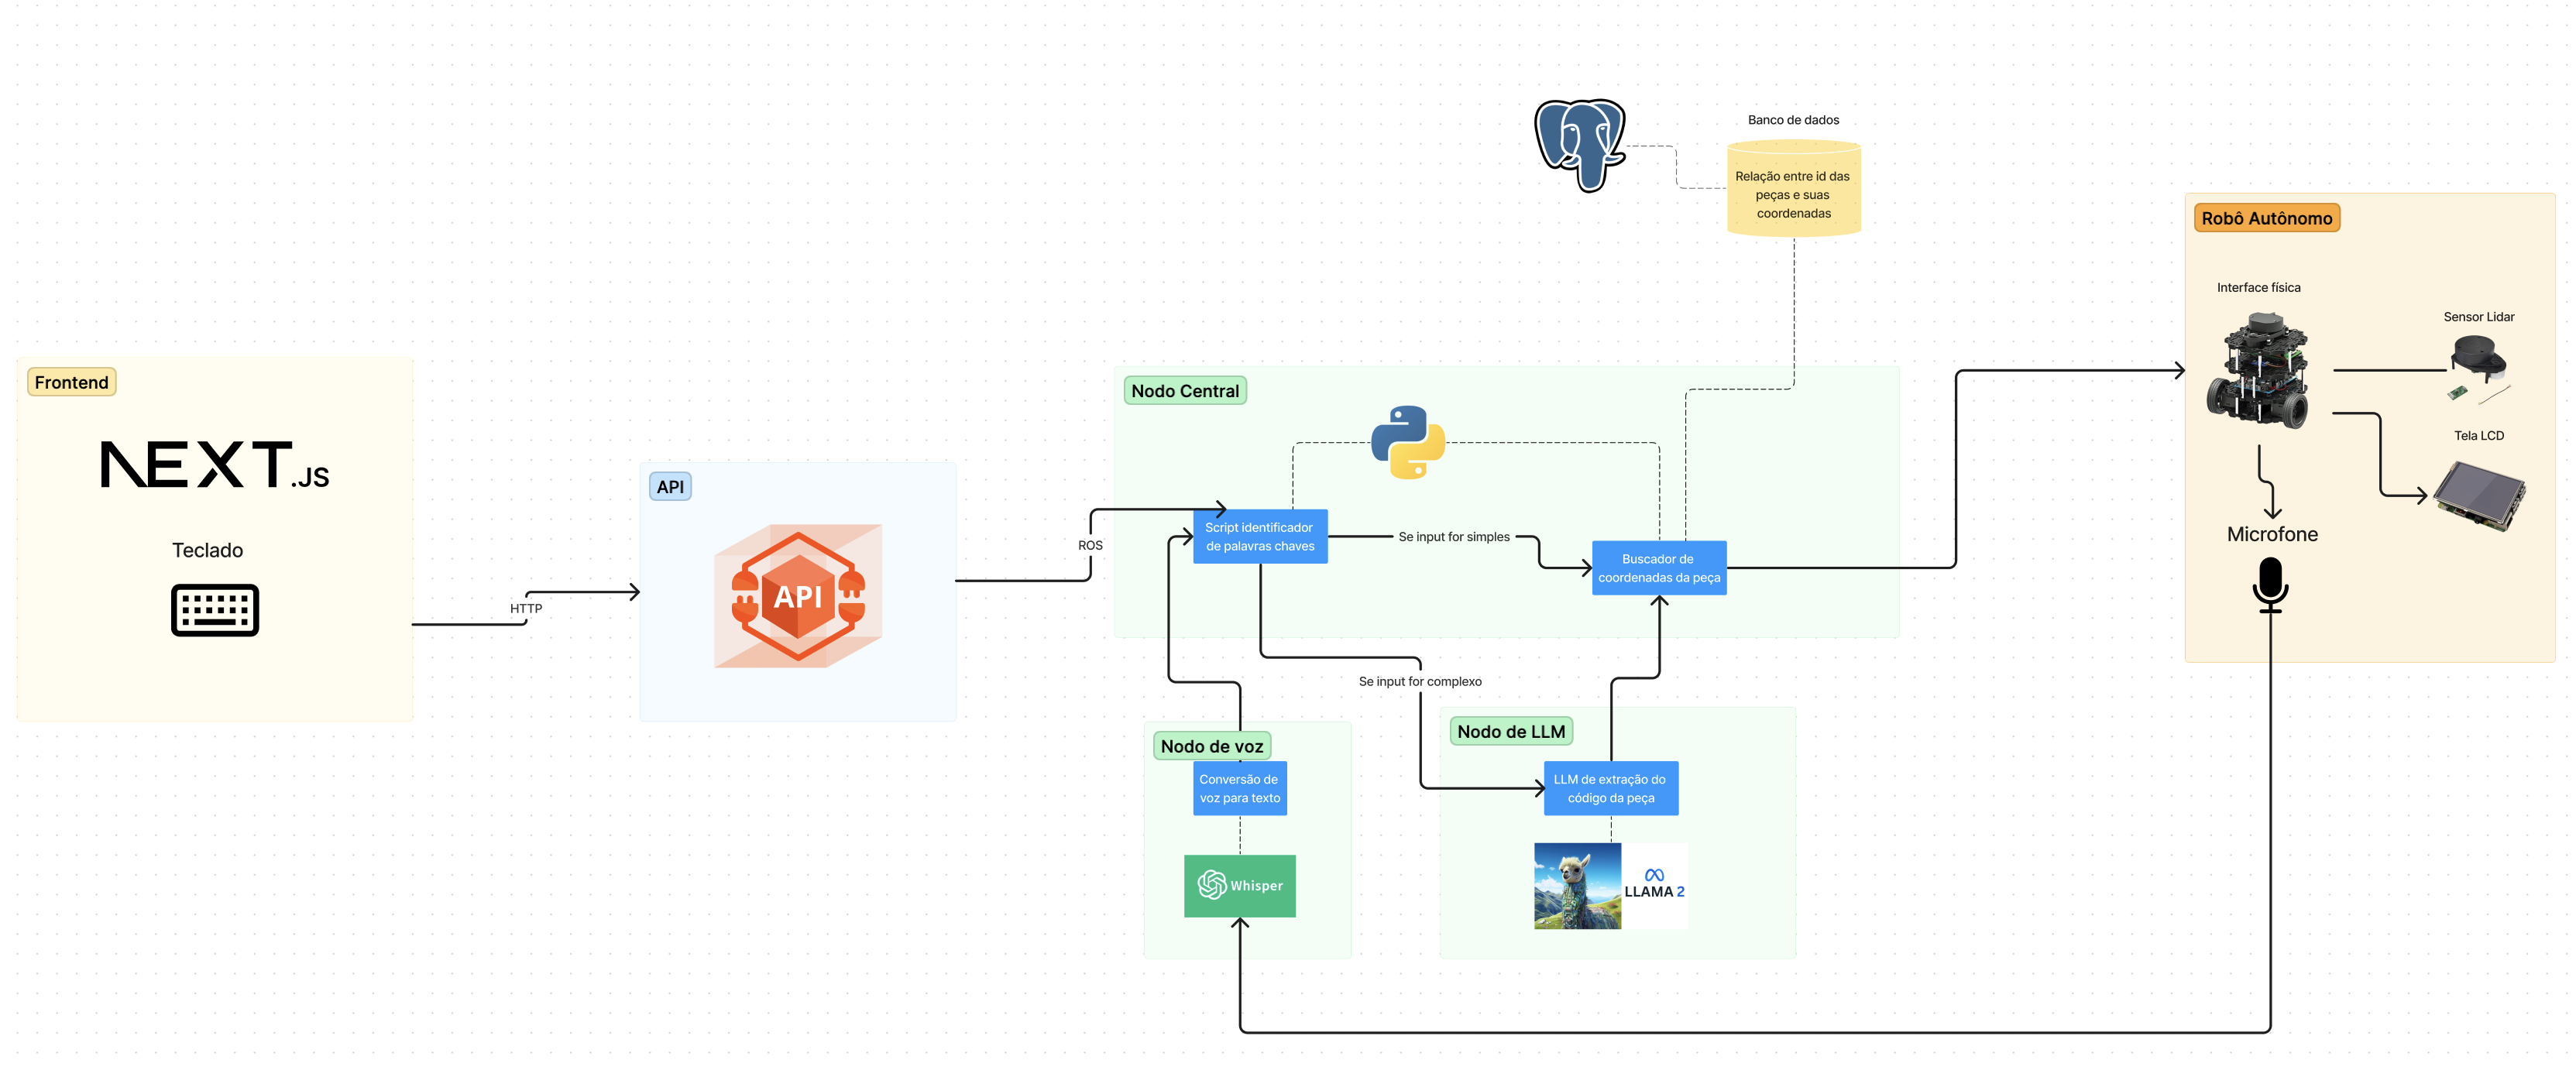 Frontend
NEXT.JS
Teclado
HTTP
API
API
ROS
Nodo Central
Script identificador
de palavras chaves
Se input for simples
Buscador de
coordenadas da peça
Se input for complexo
Banco de dados
Relação entre id das
peças e suas
coordenadas
Nodo de voz
Conversão de
voz para texto
Whisper
Nodo de LLM
LLM de extração do
código da peça
LLAMA 2
Robô Autônomo
Interface física
Sensor Lidar
Tela LCD
Microfone